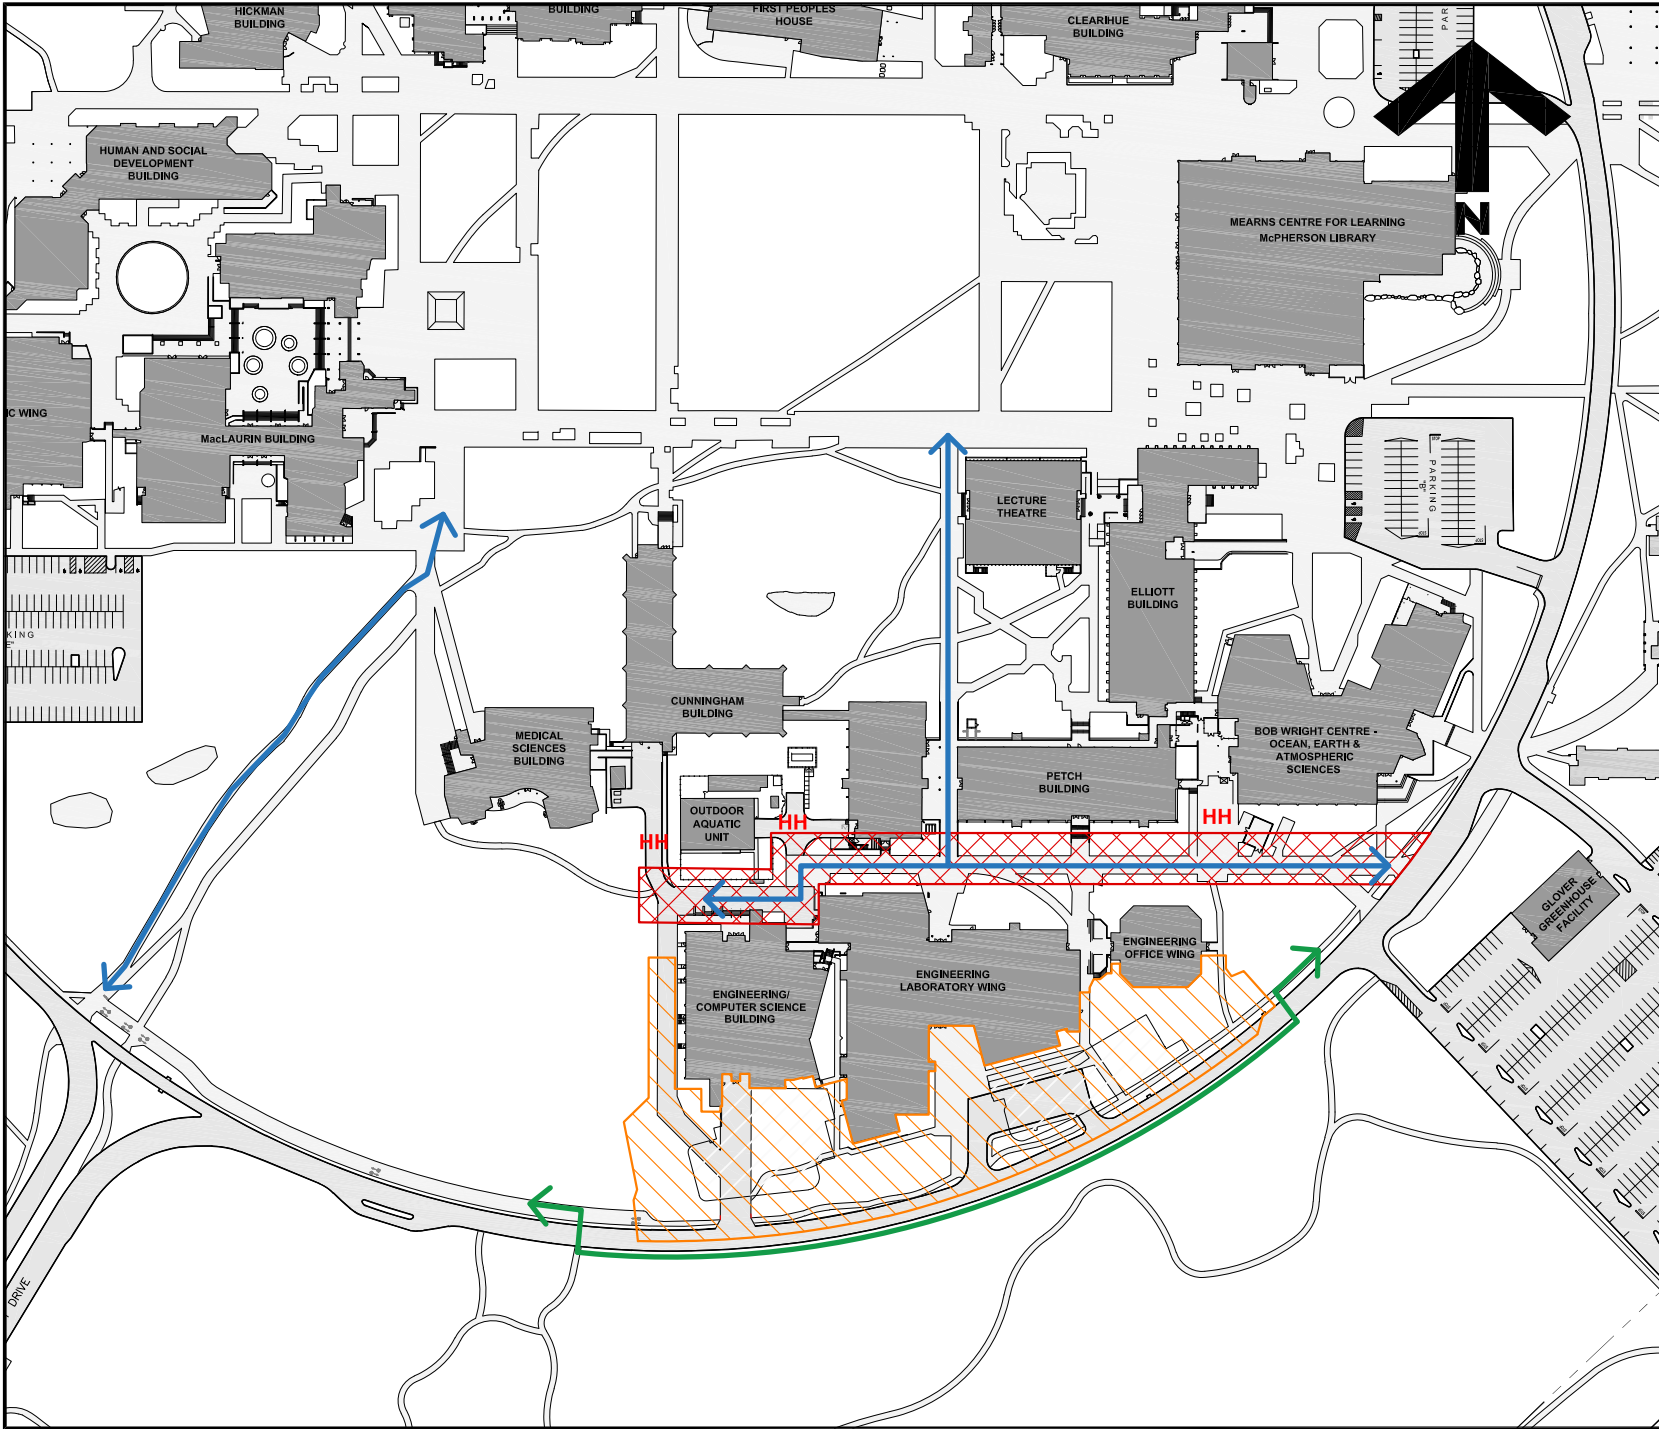 HICKMAN
BUILDING
BUILDING
FIRST PEOPLES
HOUSE
CLEARIHUE
BUILDING
PAR
N
HUMAN AND SOCIAL
DEVELOPMENT
BUILDING
MEARNS CENTRE FOR LEARNING
McPHERSON LIBRARY
IC WING
MacLAURIN BUILDING
LECTURE
THEATRE
PARKING
"B"
ELLIOTT
BUILDING
KING
E"
CUNNINGHAM
BUILDING
MEDICAL
SCIENCES
BUILDING
BOB WRIGHT CENTRE -
OCEAN, EARTH &
ATMOSPHERIC
SCIENCES
PETCH
BUILDING
OUTDOOR
AQUATIC
UNIT
HH
HH
HH
GLOVER
GREENHOUSE
FACILITY
ENGINEERING
OFFICE WING
ENGINEERING
LABORATORY WING
ENGINEERING/
COMPUTER SCIENCE
BUILDING
DRIVE